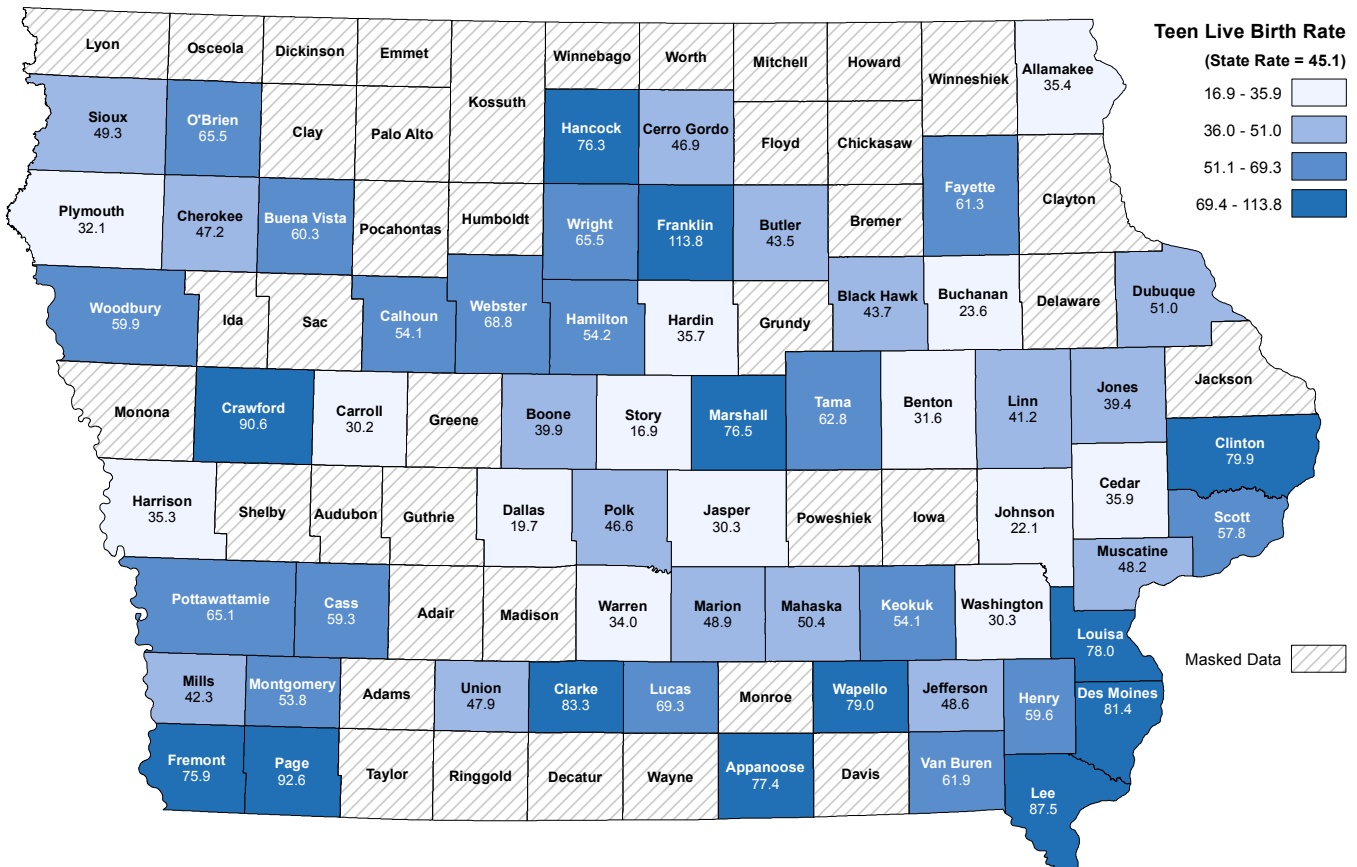 Teen Live Birth Rate
(State Rate = 45.1)
16.9 - 35.9
36.0 - 51.0
51.1 - 69.3
69.4 - 113.8
Masked Data
Lyon
Osceola
Dickinson
Emmet
Kossuth
Winnebago
Worth
Mitchell
Howard
Winneshiek
Allamakee
35.4
Sioux
49.3
O'Brien
65.5
Clay
Palo Alto
Hancock
76.3
Cerro Gordo
46.9
Floyd
Chickasaw
Fayette
61.3
Clayton
Plymouth
32.1
Cherokee
47.2
Buena Vista
60.3
Pocahontas
Humboldt
Wright
65.5
Franklin
113.8
Butler
43.5
Bremer
Woodbury
59.9
Ida
Sac
Calhoun
54.1
Webster
68.8
Hamilton
54.2
Hardin
35.7
Grundy
Black Hawk
43.7
Buchanan
23.6
Delaware
Dubuque
51.0
Monona
Crawford
90.6
Carroll
30.2
Greene
Boone
39.9
Story
16.9
Marshall
76.5
Tama
62.8
Benton
31.6
Linn
41.2
Jones
39.4
Jackson
Clinton
79.9
Harrison
35.3
Shelby
Audubon
Guthrie
Dallas
19.7
Polk
46.6
Jasper
30.3
Poweshiek
Iowa
Johnson
22.1
Cedar
35.9
Scott
57.8
Muscatine
48.2
Pottawattamie
65.1
Cass
59.3
Adair
Madison
Warren
34.0
Marion
48.9
Mahaska
50.4
Keokuk
54.1
Washington
30.3
Louisa
78.0
Mills
42.3
Montgomery
53.8
Adams
Union
47.9
Clarke
83.3
Lucas
69.3
Monroe
Wapello
79.0
Jefferson
48.6
Henry
59.6
Des Moines
81.4
Fremont
75.9
Page
92.6
Taylor
Ringgold
Decatur
Wayne
Appanoose
77.4
Davis
Van Buren
61.9
Lee
87.5